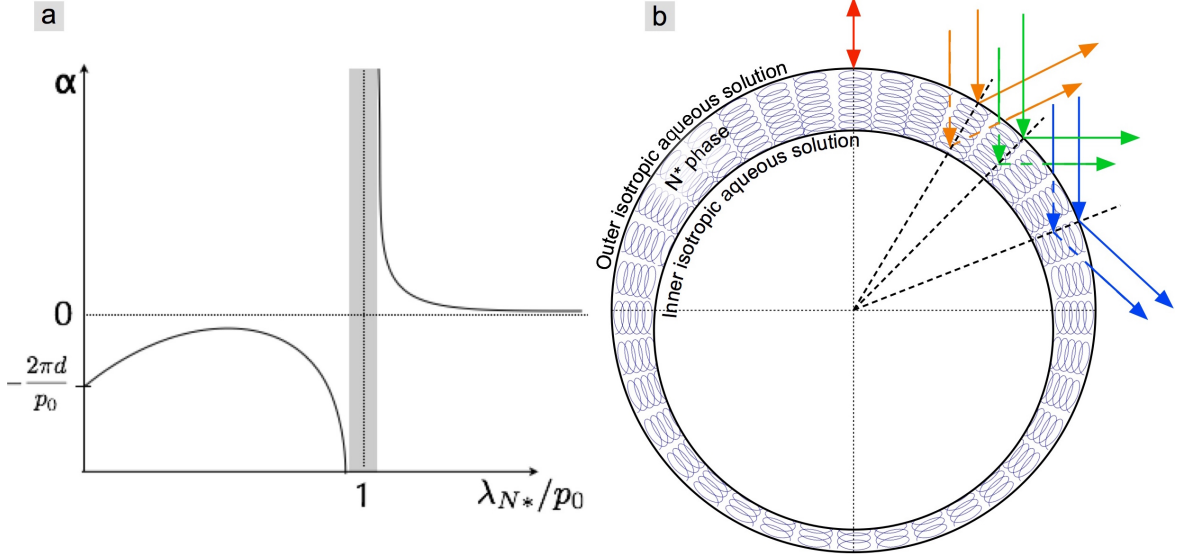 a
α
0
− 2πd / p₀
1
λN*/p₀
b
Outer isotropic aqueous solution
N* phase
Inner isotropic aqueous solution